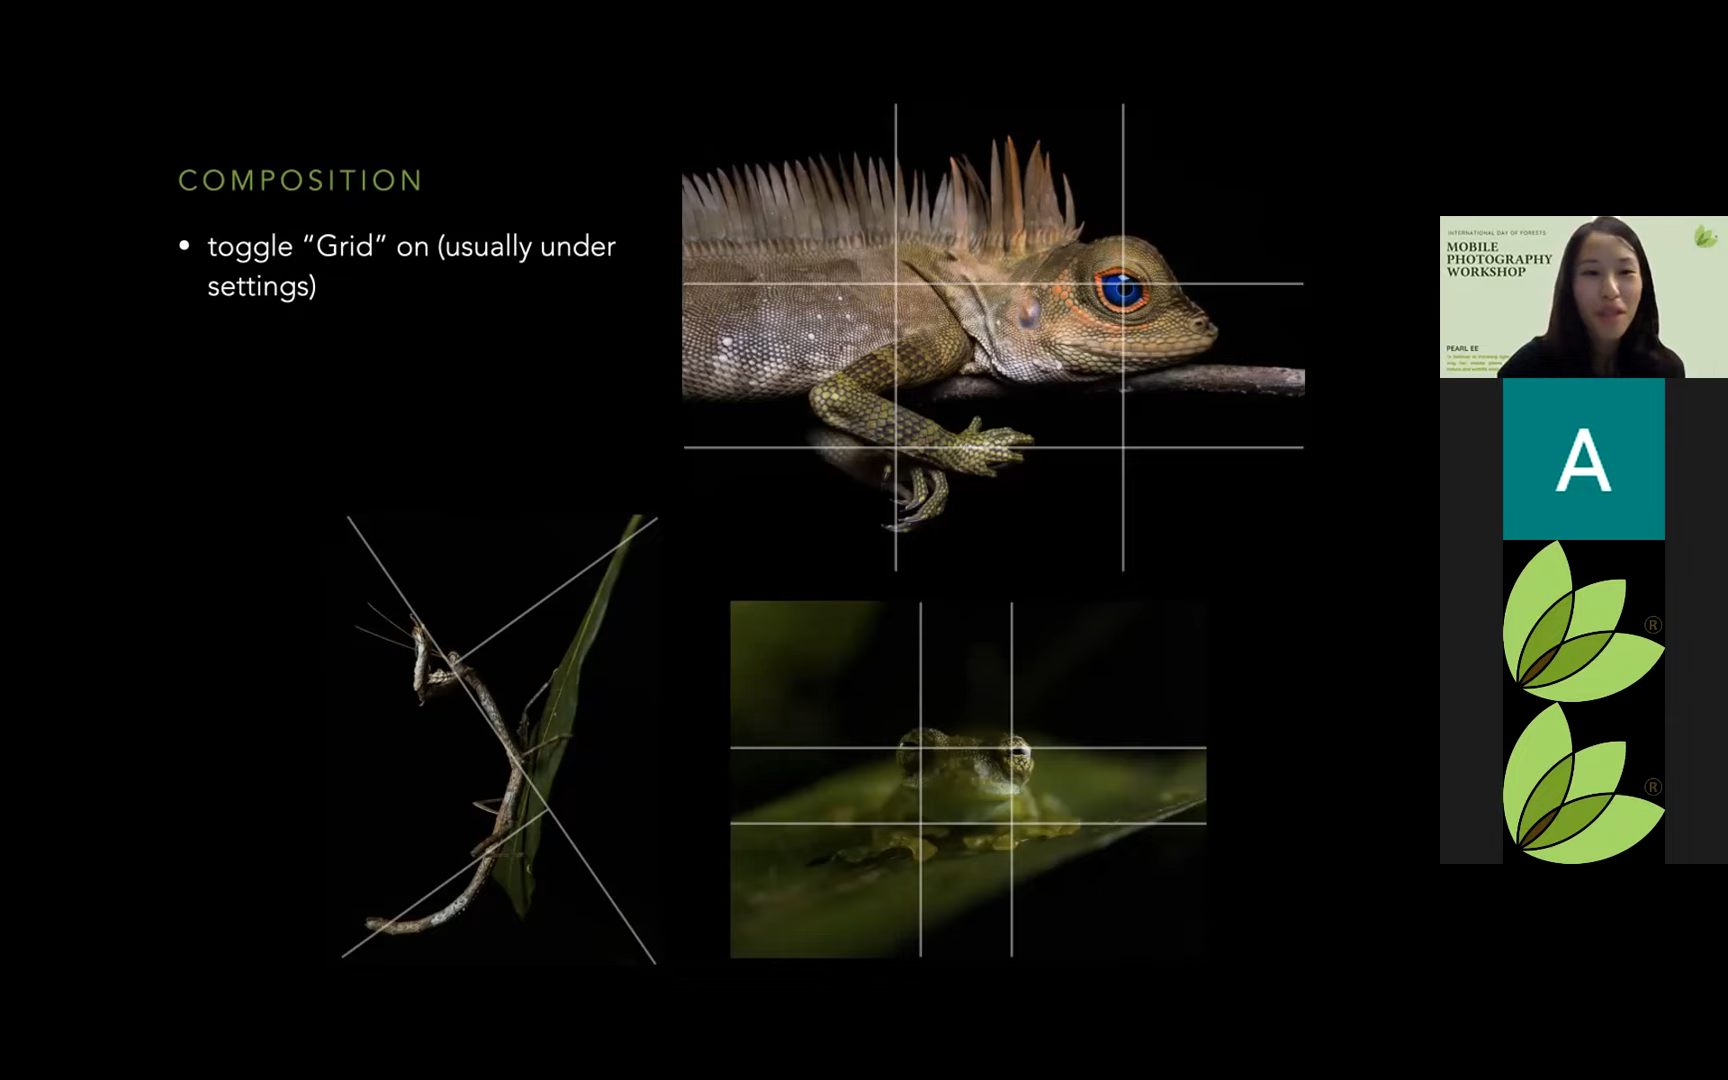 COMPOSITION
• toggle “Grid” on (usually under
settings)
INTERNATIONAL DAY OF FORESTS
MOBILE
PHOTOGRAPHY
WORKSHOP
PEARL EE
A
®
®